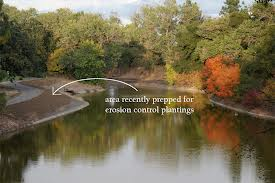 area recently prepped for
erosion control plantings